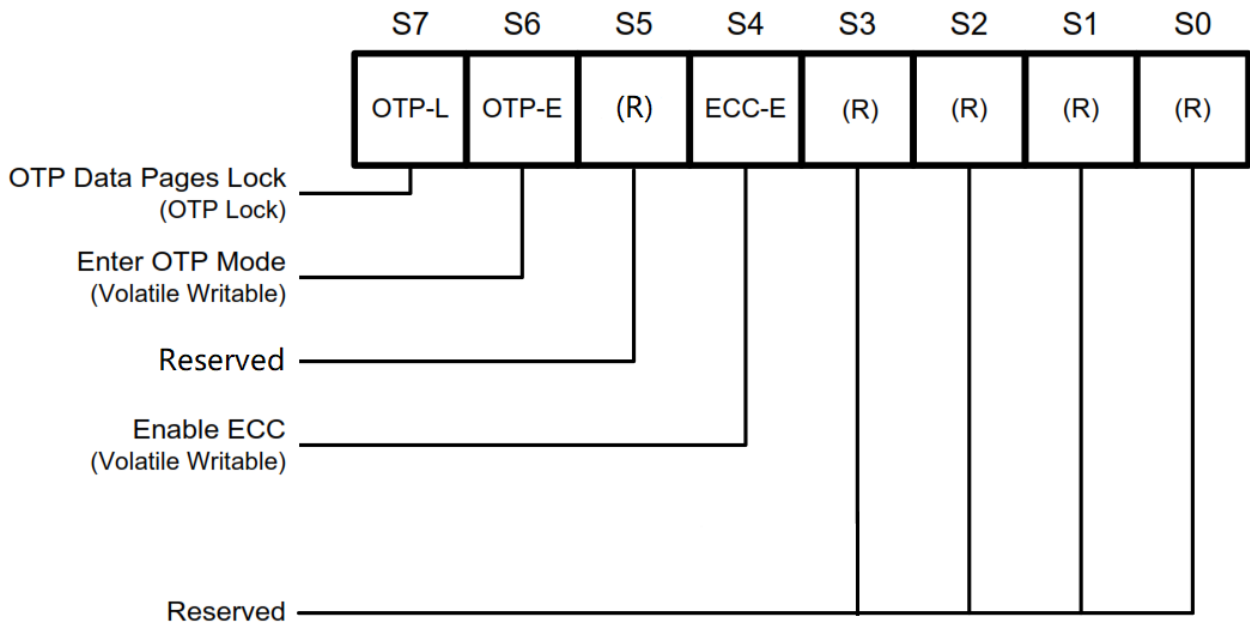 S7 S6 S5 S4 S3 S2 S1 S0
OTP-L OTP-E (R) ECC-E (R) (R) (R) (R)
OTP Data Pages Lock
(OTP Lock)
Enter OTP Mode
(Volatile Writable)
Reserved
Enable ECC
(Volatile Writable)
Reserved